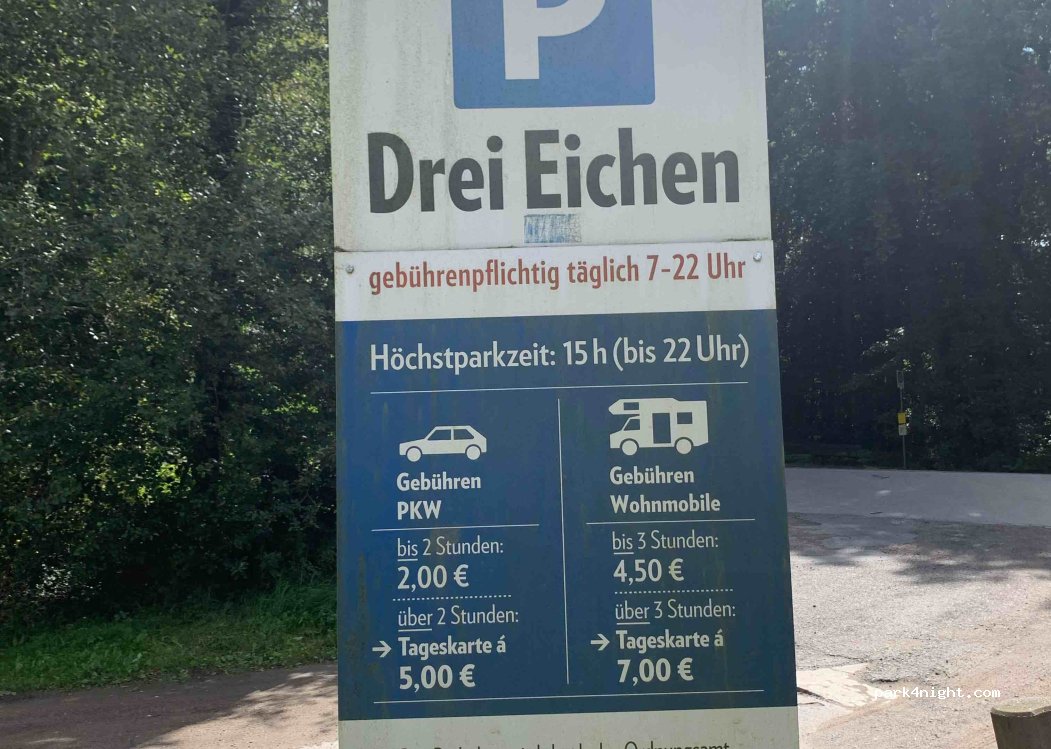 P
Drei Eichen
gebührenpflichtig täglich 7-22 Uhr
Höchstparkzeit: 15 h (bis 22 Uhr)
Gebühren
PKW
bis 2 Stunden:
2,00 €
über 2 Stunden:
→ Tageskarte á
5,00 €
Gebühren
Wohnmobile
bis 3 Stunden:
4,50 €
über 3 Stunden:
→ Tageskarte á
7,00 €
Ordnungsamt
park4night.com